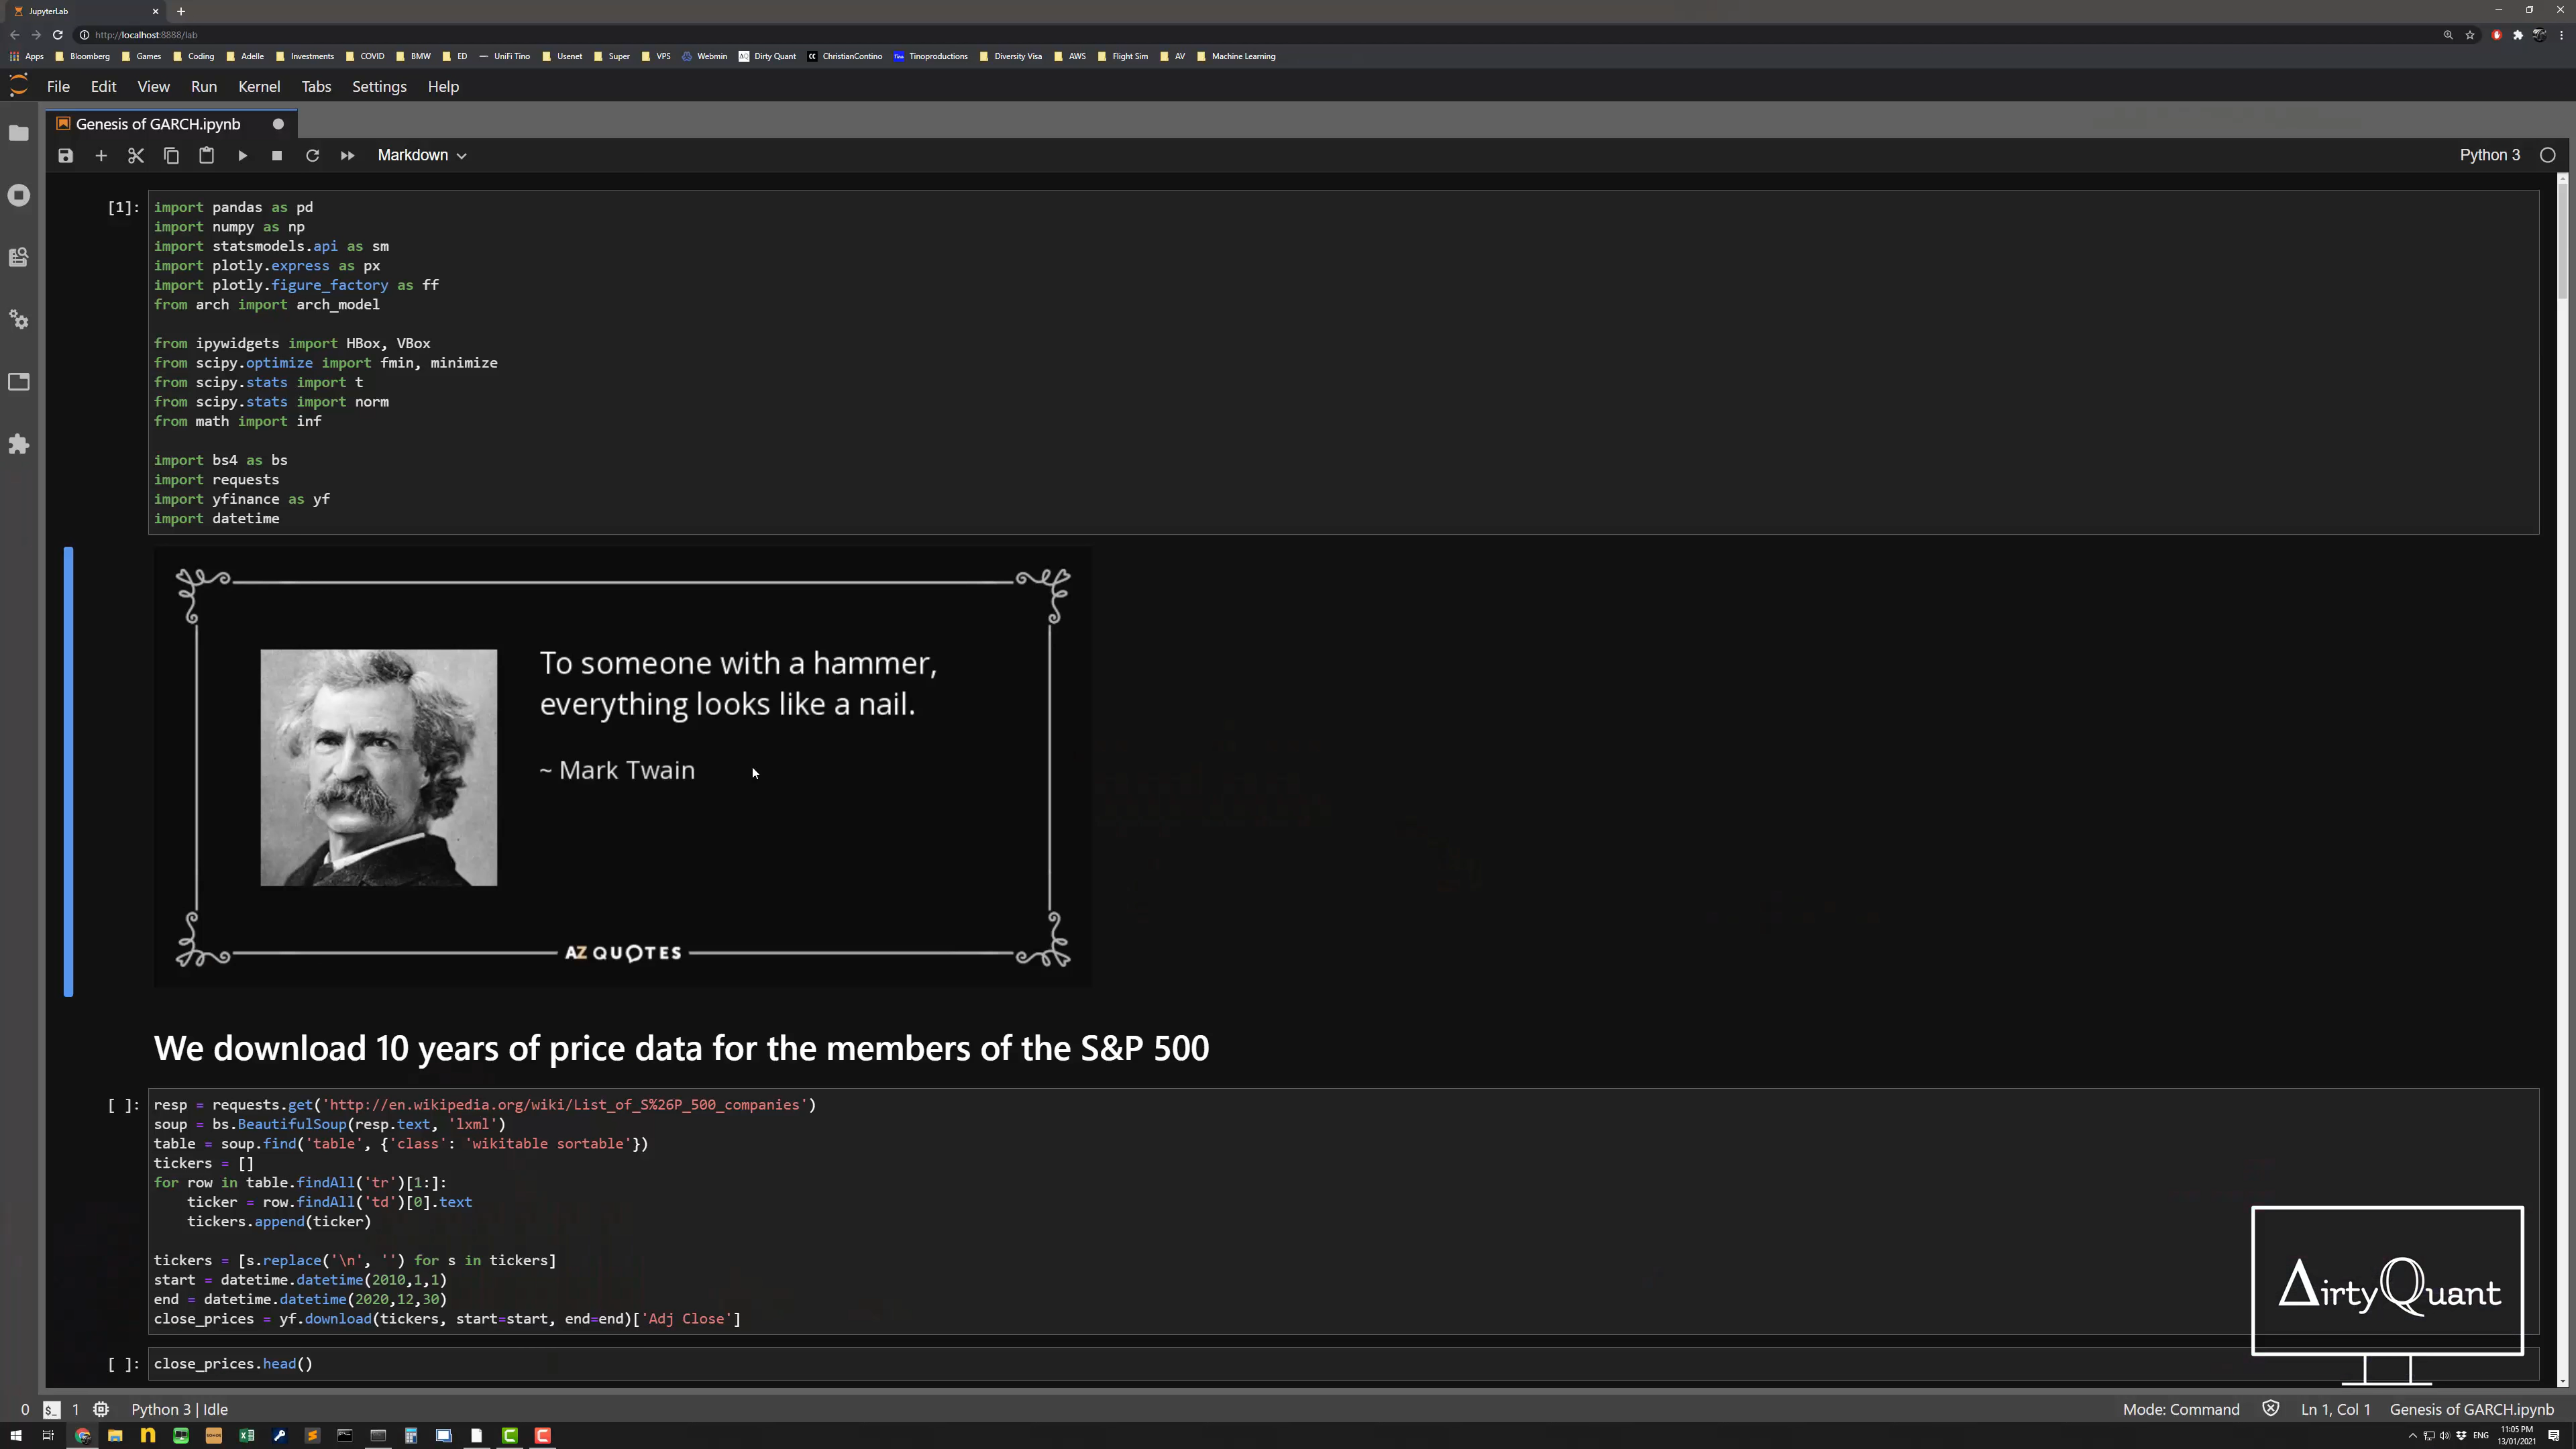 JupyterLab
http://localhost:8888/lab
Apps Bloomberg Games Coding Adelle Investments COVID BMW ED UniFi Tino Usenet Super VPS Webmin Dirty Quant ChristianContino Tinoproductions Diversity Visa AWS Flight Sim AV Machine Learning
File Edit View Run Kernel Tabs Settings Help
Genesis of GARCH.ipynb
Markdown
Python 3
[1]:
import pandas as pd
import numpy as np
import statsmodels.api as sm
import plotly.express as px
import plotly.figure_factory as ff
from arch import arch_model
from ipywidgets import HBox, VBox
from scipy.optimize import fmin, minimize
from scipy.stats import t
from scipy.stats import norm
from math import inf
import bs4 as bs
import requests
import yfinance as yf
import datetime
To someone with a hammer,
everything looks like a nail.
~ Mark Twain
AZ QUOTES
We download 10 years of price data for the members of the S&P 500
[ ]:
resp = requests.get('http://en.wikipedia.org/wiki/List_of_S%26P_500_companies')
soup = bs.BeautifulSoup(resp.text, 'lxml')
table = soup.find('table', {'class': 'wikitable sortable'})
tickers = []
for row in table.findAll('tr')[1:]:
    ticker = row.findAll('td')[0].text
    tickers.append(ticker)
tickers = [s.replace('\n', '') for s in tickers]
start = datetime.datetime(2010,1,1)
end = datetime.datetime(2020,12,30)
close_prices = yf.download(tickers, start=start, end=end)['Adj Close']
ΔirtyQuant
[ ]:
close_prices.head()
0 $_ 1 Python 3 | Idle
Mode: Command Ln 1, Col 1 Genesis of GARCH.ipynb
ENG
11:05 PM
13/01/2021